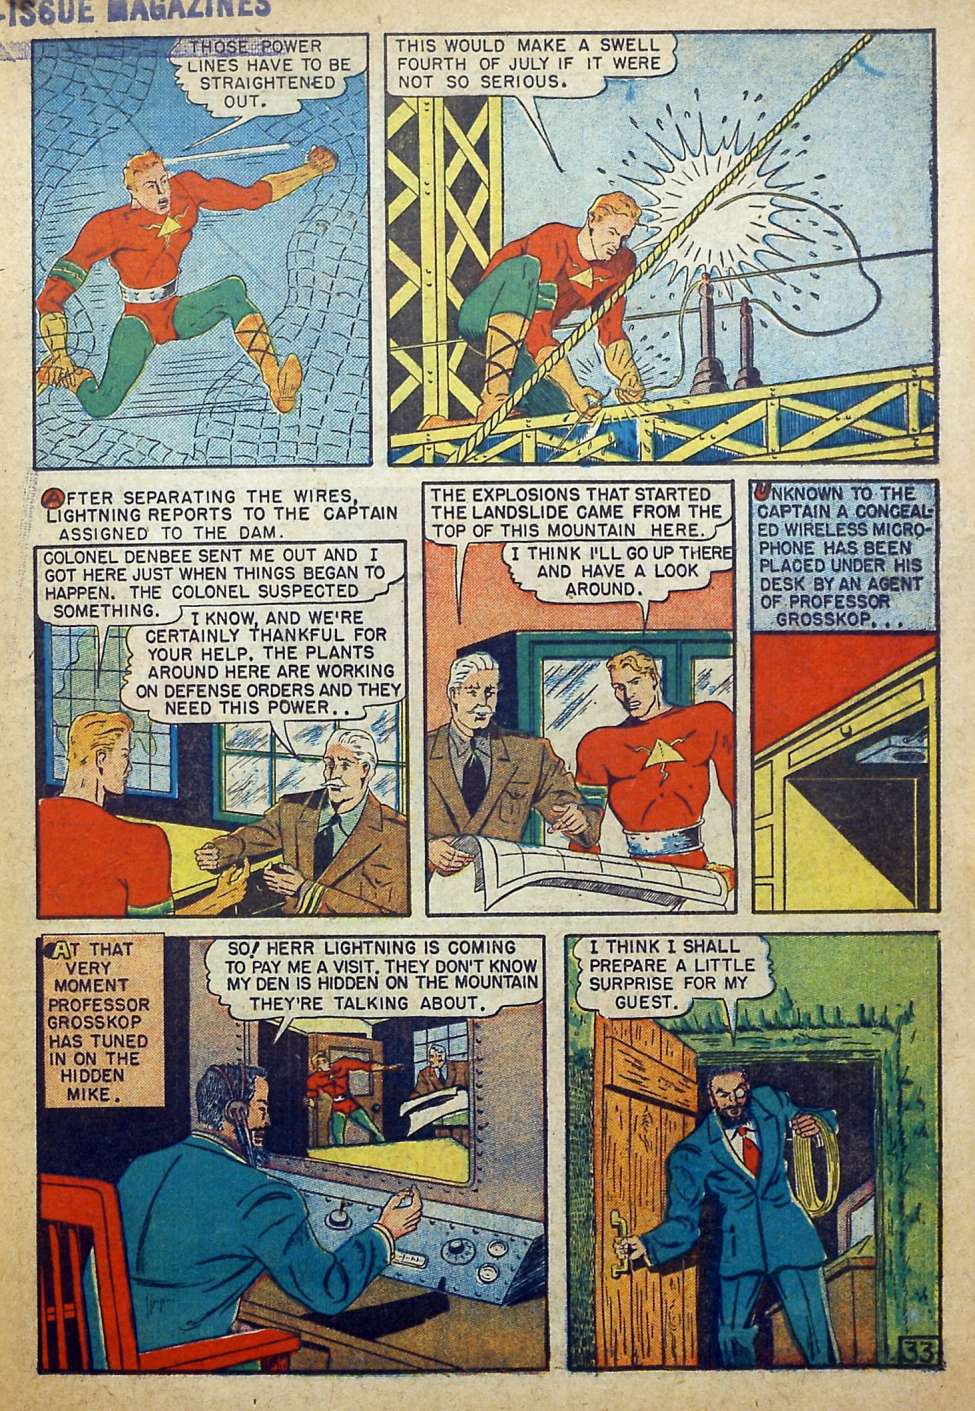 -ISSUE MAGAZINES
THOSE POWER
LINES HAVE TO BE
STRAIGHTENED
OUT.
THIS WOULD MAKE A SWELL
FOURTH OF JULY IF IT WERE
NOT SO SERIOUS.
AFTER SEPARATING THE WIRES,
LIGHTNING REPORTS TO THE CAPTAIN
ASSIGNED TO THE DAM.
COLONEL DENBEE SENT ME OUT AND I
GOT HERE JUST WHEN THINGS BEGAN TO
HAPPEN. THE COLONEL SUSPECTED
SOMETHING.
I KNOW, AND WE'RE
CERTAINLY THANKFUL FOR
YOUR HELP. THE PLANTS
AROUND HERE ARE WORKING
ON DEFENSE ORDERS AND THEY
NEED THIS POWER..
THE EXPLOSIONS THAT STARTED
THE LANDSLIDE CAME FROM THE
TOP OF THIS MOUNTAIN HERE.
I THINK I'LL GO UP THERE
AND HAVE A LOOK
AROUND.
UNKNOWN TO THE
CAPTAIN A CONCEAL-
ED WIRELESS MICRO-
PHONE HAS BEEN
PLACED UNDER HIS
DESK BY AN AGENT
OF PROFESSOR
GROSSKOP...
AT THAT
VERY
MOMENT
PROFESSOR
GROSSKOP
HAS TUNED
IN ON THE
HIDDEN
MIKE.
SO! HERR LIGHTNING IS COMING
TO PAY ME A VISIT. THEY DON'T KNOW
MY DEN IS HIDDEN ON THE MOUNTAIN
THEY'RE TALKING ABOUT.
I THINK I SHALL
PREPARE A LITTLE
SURPRISE FOR MY
GUEST.
33